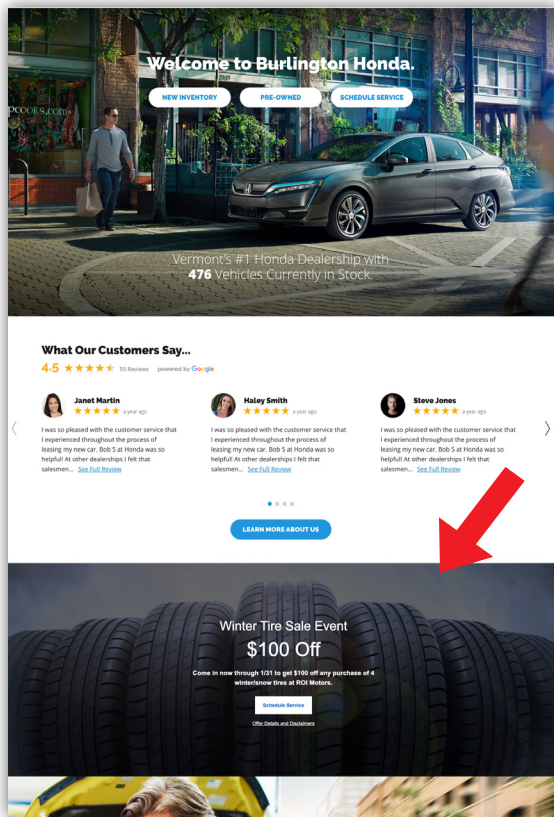 Welcome to Burlington Honda.
NEW INVENTORY
PRE-OWNED
SCHEDULE SERVICE
pcooks.com
Vermont's #1 Honda Dealership with
476 Vehicles Currently in Stock.
What Our Customers Say...
4.5 55 Reviews powered by Google
Janet Martin
a year ago
I was so pleased with the customer service that
I experienced throughout the process of
leasing my new car. Bob S at Honda was so
helpful! At other dealerships I felt that
salesmen... See Full Review
Haley Smith
a year ago
I was so pleased with the customer service that
I experienced throughout the process of
leasing my new car. Bob S at Honda was so
helpful! At other dealerships I felt that
salesmen... See Full Review
Steve Jones
a year ago
I was so pleased with the customer service that
I experienced throughout the process of
leasing my new car. Bob S at Honda was so
helpful! At other dealerships I felt that
salesmen... See Full Review
LEARN MORE ABOUT US
Winter Tire Sale Event
$100 Off
Come in now through 1/31 to get $100 off any purchase of 4
winter/snow tires at ROI Motors.
Schedule Service
Offer Details and Disclaimers